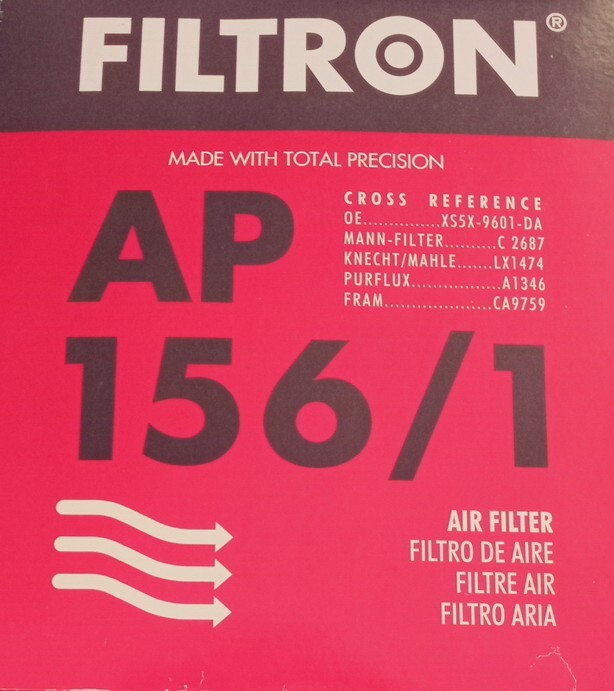 FILTRON®
MADE WITH TOTAL PRECISION
AP
156/1
CROSS REFERENCE
OE...............XS5X-9601-DA
MANN-FILTER..........C 2687
KNECHT/MAHLE.......LX1474
PURFLUX.................A1346
FRAM....................CA9759
AIR FILTER
FILTRO DE AIRE
FILTRE AIR
FILTRO ARIA